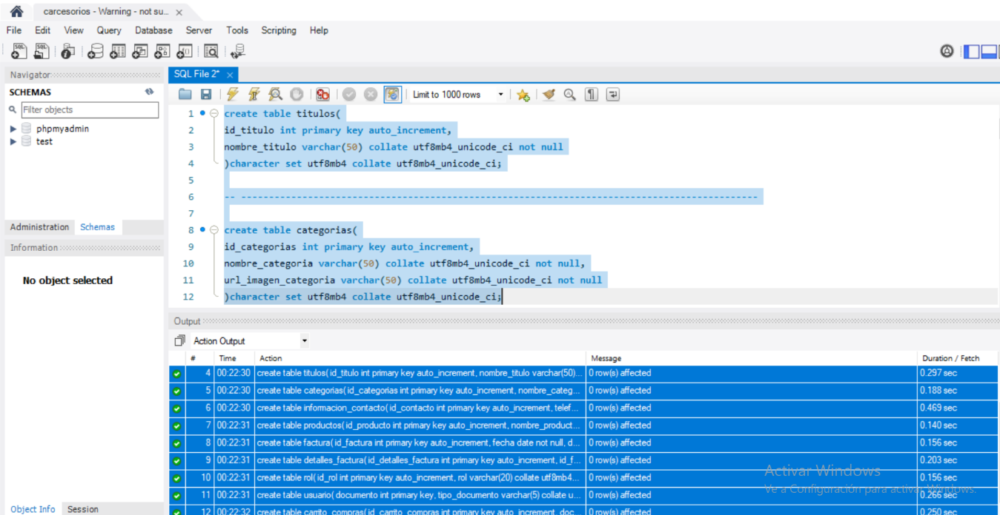 carcesorios - Warning - not su...
File Edit View Query Database Server Tools Scripting Help
Navigator
SCHEMAS
Filter objects
phpmyadmin
test
Administration Schemas
Information
No object selected
Object Info Session
SQL File 2*
Limit to 1000 rows
1 create table titulos(
2 id_titulo int primary key auto_increment,
3 nombre_titulo varchar(50) collate utf8mb4_unicode_ci not null
4 )character set utf8mb4 collate utf8mb4_unicode_ci;
5
6 -- ---------------------------------------------------------------------------------------------
7
8 create table categorias(
9 id_categorias int primary key auto_increment,
10 nombre_categoria varchar(50) collate utf8mb4_unicode_ci not null,
11 url_imagen_categoria varchar(50) collate utf8mb4_unicode_ci not null
12 )character set utf8mb4 collate utf8mb4_unicode_ci;
Output
Action Output
# Time Action Message Duration / Fetch
4 00:22:30 create table titulos( id_titulo int primary key auto_increment, nombre_titulo varchar(50)... 0 row(s) affected 0.297 sec
5 00:22:30 create table categorias( id_categorias int primary key auto_increment, nombre_categ... 0 row(s) affected 0.188 sec
6 00:22:30 create table informacion_contacto( id_contacto int primary key auto_increment, telef... 0 row(s) affected 0.469 sec
7 00:22:31 create table productos( id_producto int primary key auto_increment, nombre_product... 0 row(s) affected 0.140 sec
8 00:22:31 create table factura( id_factura int primary key auto_increment, fecha date not null, d... 0 row(s) affected 0.156 sec
9 00:22:31 create table detalles_factura( id_detalles_factura int primary key auto_increment, id_f... 0 row(s) affected 0.203 sec
10 00:22:31 create table rol( id_rol int primary key auto_increment, rol varchar(20) collate utf8mb4... 0 row(s) affected 0.156 sec
11 00:22:31 create table usuario( documento int primary key, tipo_documento varchar(5) collate u... 0 row(s) affected 0.266 sec
12 00:22:32 create table carrito_compras( id_carrito_compras int primary key auto_increment, doc... 0 row(s) affected 0.250 sec
Activar Windows
Ve a Configuración para activar Windows.